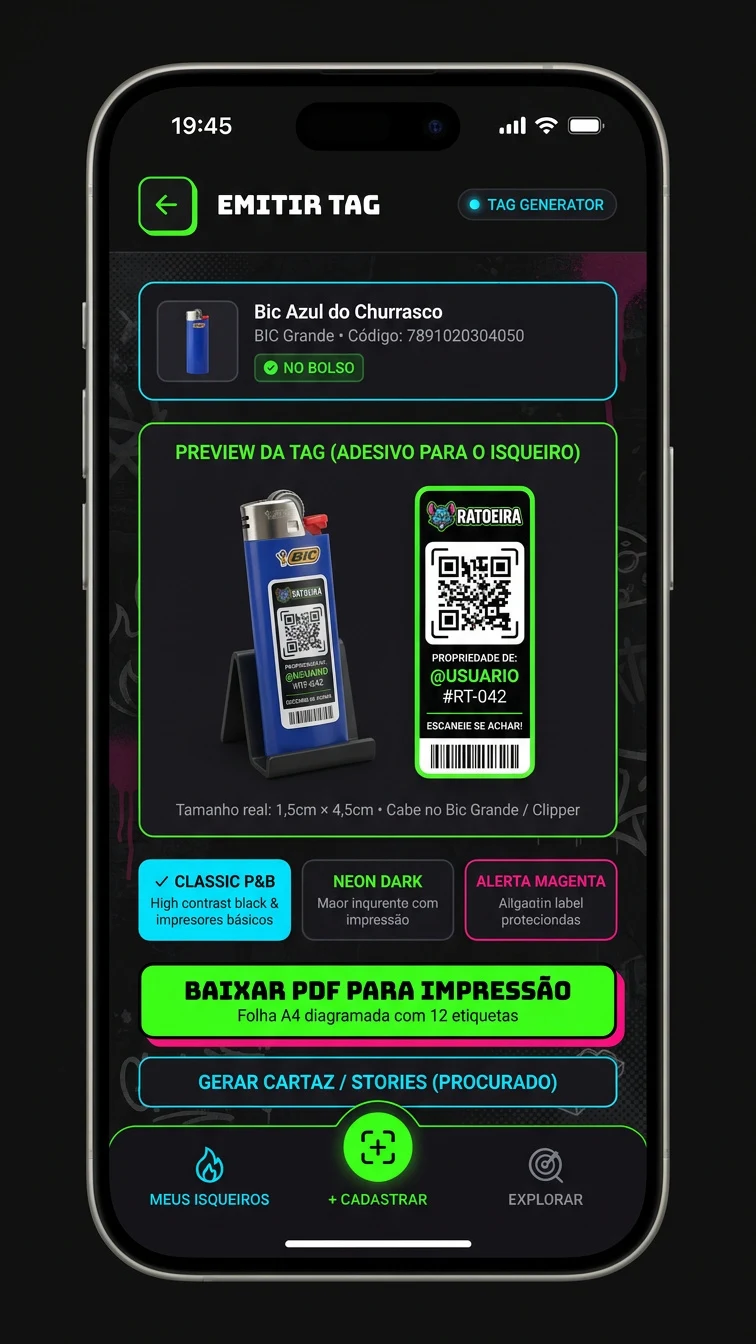 19:45
EMITIR TAG
TAG GENERATOR
Bic Azul do Churrasco
BIC Grande • Código: 7891020304050
NO BOLSO
PREVIEW DA TAG (ADESIVO PARA O ISQUEIRO)
BIC
SATOEIRA
RATOEIRA
PROPRIEDADE DE:
@USUARIO
#RT-042
ESCANEIE SE ACHAR!
Tamanho real: 1,5cm × 4,5cm • Cabe no Bic Grande / Clipper
✓ CLASSIC P&B
High contrast black &
impresores básicos
NEON DARK
Maor inqurente com
impressão
ALERTA MAGENTA
Allgaotin label
proteciondas
BAIXAR PDF PARA IMPRESSÃO
Folha A4 diagramada com 12 etiquetas
GERAR CARTAZ / STORIES (PROCURADO)
MEUS ISQUEIROS
+ CADASTRAR
EXPLORAR